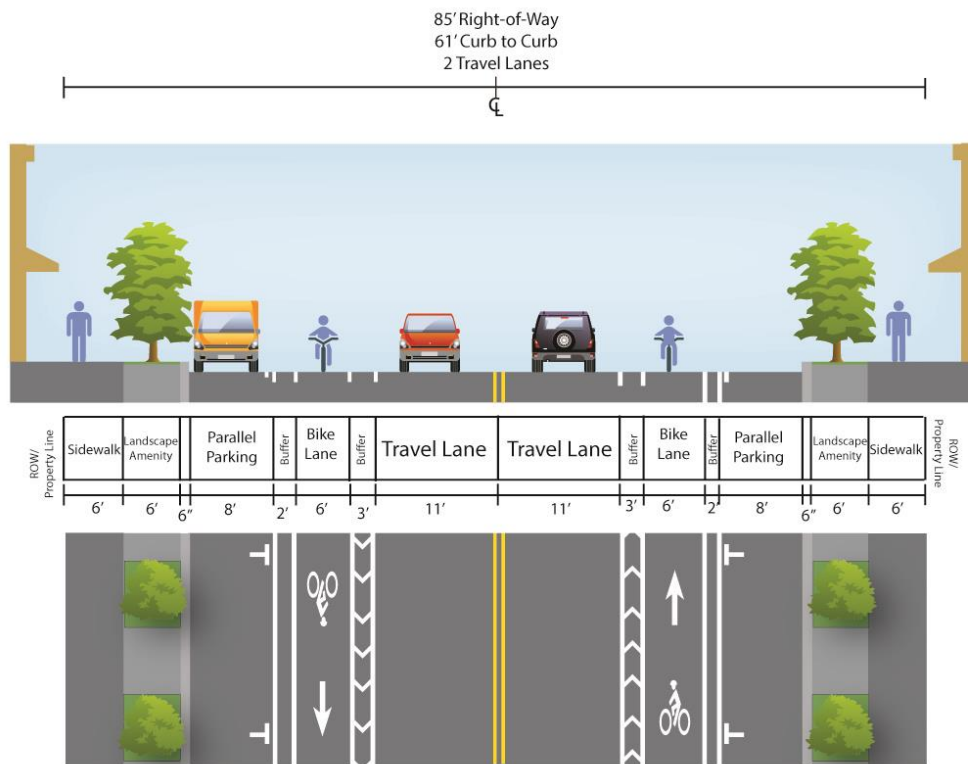 85' Right-of-Way
61' Curb to Curb
2 Travel Lanes
℄
ROW/
Property Line
Sidewalk
Landscape
Amenity
Parallel
Parking
Buffer
Bike
Lane
Buffer
Travel Lane
Travel Lane
Buffer
Bike
Lane
Buffer
Parallel
Parking
Landscape
Amenity
Sidewalk
ROW/
Property Line
6' 6' 6" 8' 2' 6' 3' 11' 11' 3' 6' 2' 8' 6" 6' 6'